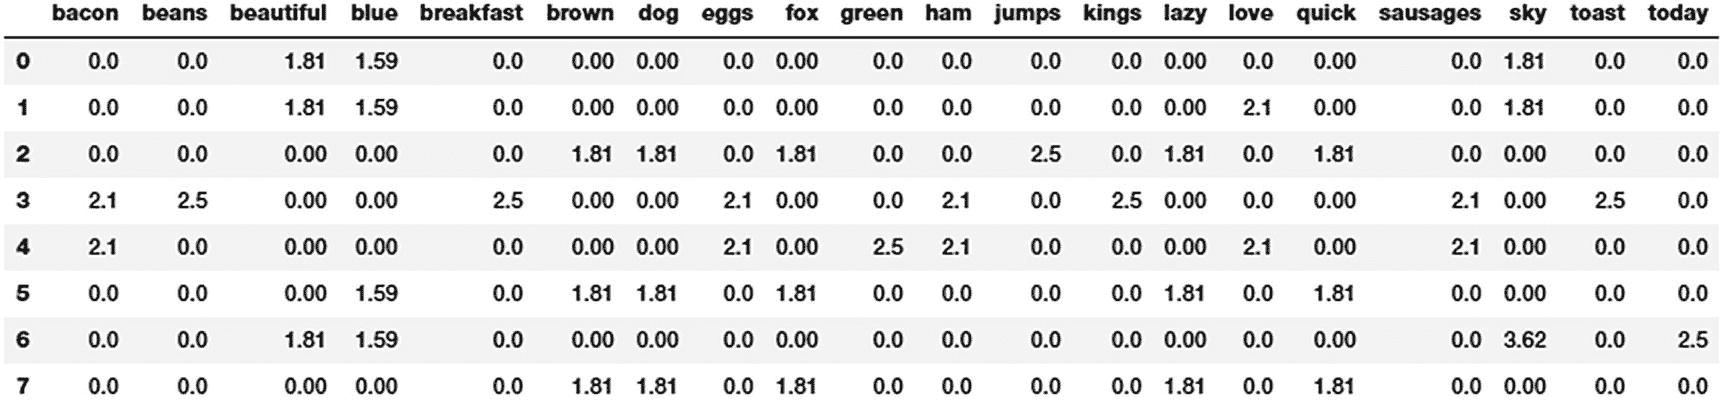 bacon beans beautiful blue breakfast brown dog eggs fox green ham jumps kings lazy love quick sausages sky toast today
0 0.0 0.0 1.81 1.59 0.0 0.00 0.00 0.0 0.00 0.0 0.0 0.0 0.0 0.00 0.0 0.00 0.0 1.81 0.0 0.0
1 0.0 0.0 1.81 1.59 0.0 0.00 0.00 0.0 0.00 0.0 0.0 0.0 0.0 0.00 2.1 0.00 0.0 1.81 0.0 0.0
2 0.0 0.0 0.00 0.00 0.0 1.81 1.81 0.0 1.81 0.0 0.0 2.5 0.0 1.81 0.0 1.81 0.0 0.00 0.0 0.0
3 2.1 2.5 0.00 0.00 2.5 0.00 0.00 2.1 0.00 0.0 2.1 0.0 2.5 0.00 0.0 0.00 2.1 0.00 2.5 0.0
4 2.1 0.0 0.00 0.00 0.0 0.00 0.00 2.1 0.00 2.5 2.1 0.0 0.0 0.00 2.1 0.00 2.1 0.00 0.0 0.0
5 0.0 0.0 0.00 1.59 0.0 1.81 1.81 0.0 1.81 0.0 0.0 0.0 0.0 1.81 0.0 1.81 0.0 0.00 0.0 0.0
6 0.0 0.0 1.81 1.59 0.0 0.00 0.00 0.0 0.00 0.0 0.0 0.0 0.0 0.00 0.0 0.00 0.0 3.62 0.0 2.5
7 0.0 0.0 0.00 0.00 0.0 1.81 1.81 0.0 1.81 0.0 0.0 0.0 0.0 1.81 0.0 1.81 0.0 0.00 0.0 0.0